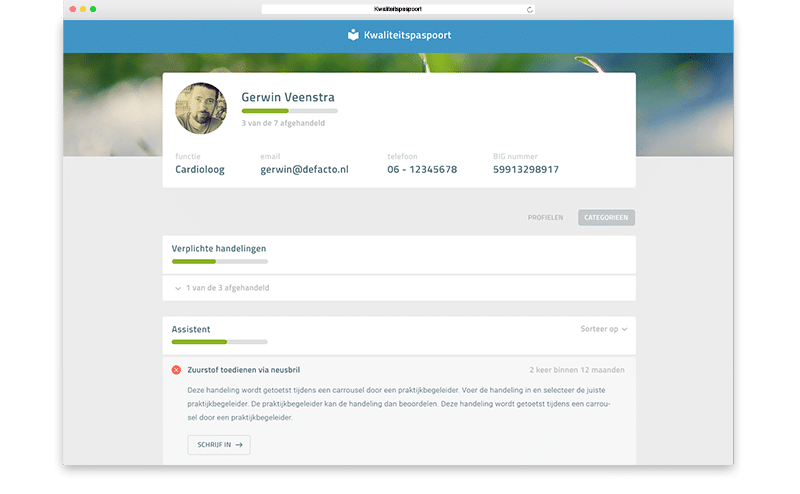 Kwaliteitspaspoort
Kwaliteitspaspoort
Gerwin Veenstra
3 van de 7 afgehandeld
functie email telefoon BIG nummer
Cardioloog gerwin@defacto.nl 06 - 12345678 59913298917
PROFIELEN CATEGORIEEN
Verplichte handelingen
1 van de 3 afgehandeld
Assistent Sorteer op
Zuurstof toedienen via neusbril 2 keer binnen 12 maanden
Deze handeling wordt getoetst tijdens een carrousel door een praktijkbegeleider. Voer de handeling in en selecteer de juiste
praktijkbegeleider. De praktijkbegeleider kan de handeling dan beoordelen. Deze handeling wordt getoetst tijdens een carrou-
sel door een praktijkbegeleider.
SCHRIJF IN →